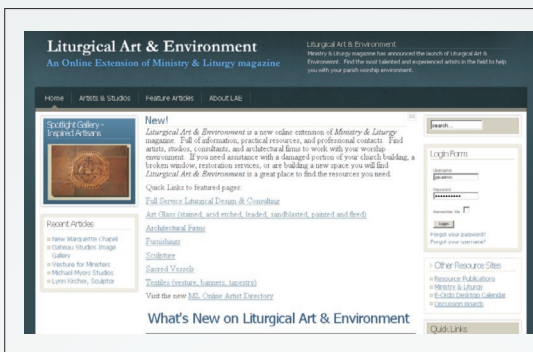 Liturgical Art & Environment
An Online Extension of Ministry & Liturgy magazine
Liturgical Art & Environment
Ministry & Liturgy magazine has announced the launch of Liturgical Art &
Environment. Find the most talented and experienced artists in the field to help
you with your parish worship environment.
Home
Artists & Studios
Feature Articles
About LAE
Spotlight Gallery -
Inspired Artisans
Recent Articles
New Marquette Chapel
Gallery
Vesture for Ministers
Michael Myers Studios
Lynn Kircher, Sculptor
New!
Liturgical Art & Environment is a new online extension of Ministry & Liturgy
magazine. Full of information, practical resources, and professional contacts. Find
artists, studios, consultants, and architectural firms to work with your worship
environment. If you need assistance with a damaged portion of your church building, a
broken window, restoration services, or are building a new space you will find
Liturgical Art & Environment is a great place to find the resources you need.
Quick Links to featured pages:
Full Service Liturgical Design & Consulting
Art Glass (stained, acid etched, leaded, sandblasted, painted and fired)
Architectural Firms
Furnishings
Sculpture
Sacred Vessels
Textiles (vesture, banners, tapestry)
Visit the new ML Online Artist Directory
What's New on Liturgical Art & Environment
search...
Login Form
Username
Password
Remember Me
Login
Forgot your password?
Forgot your username?
Other Resource Sites
Resource Publications
Ministry & Liturgy
E-Ordo Desktop Calendar
Discussion Boards
Quick Links